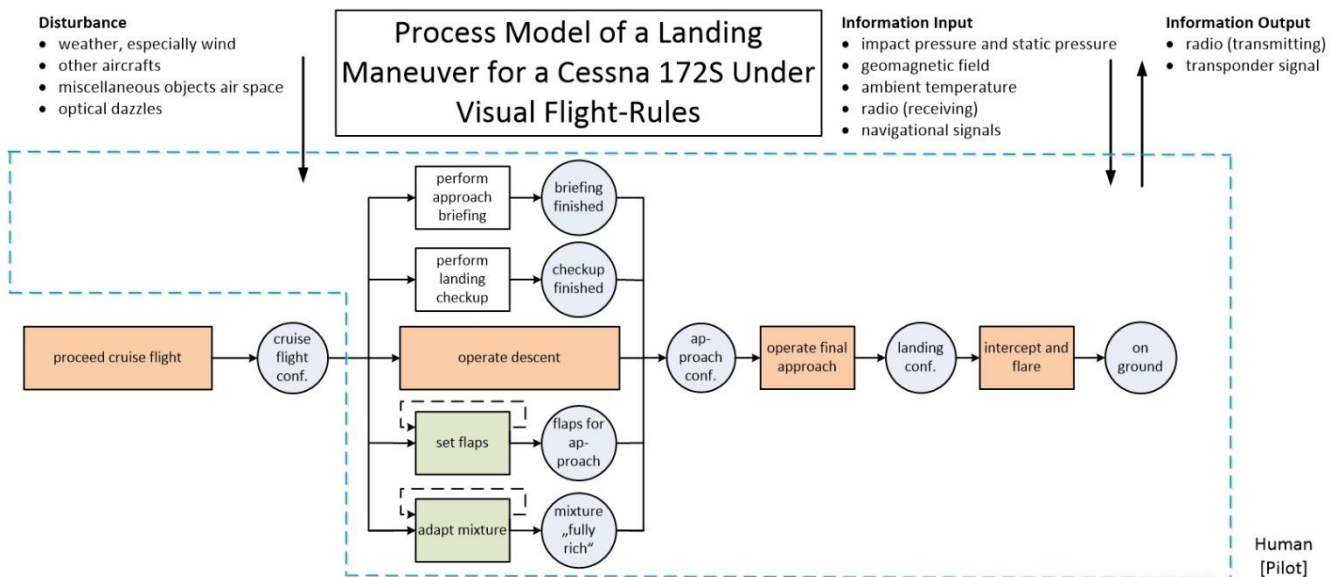 Disturbance
• weather, especially wind
• other aircrafts
• miscellaneous objects air space
• optical dazzles
Process Model of a Landing
Maneuver for a Cessna 172S Under
Visual Flight-Rules
Information Input
• impact pressure and static pressure
• geomagnetic field
• ambient temperature
• radio (receiving)
• navigational signals
Information Output
• radio (transmitting)
• transponder signal
perform
approach
briefing
briefing
finished
perform
landing
checkup
checkup
finished
proceed cruise flight
cruise
flight
conf.
operate descent
ap-
proach
conf.
operate final
approach
landing
conf.
intercept and
flare
on
ground
set flaps
flaps for
ap-
proach
adapt mixture
mixture
„fully
rich“
Human
[Pilot]